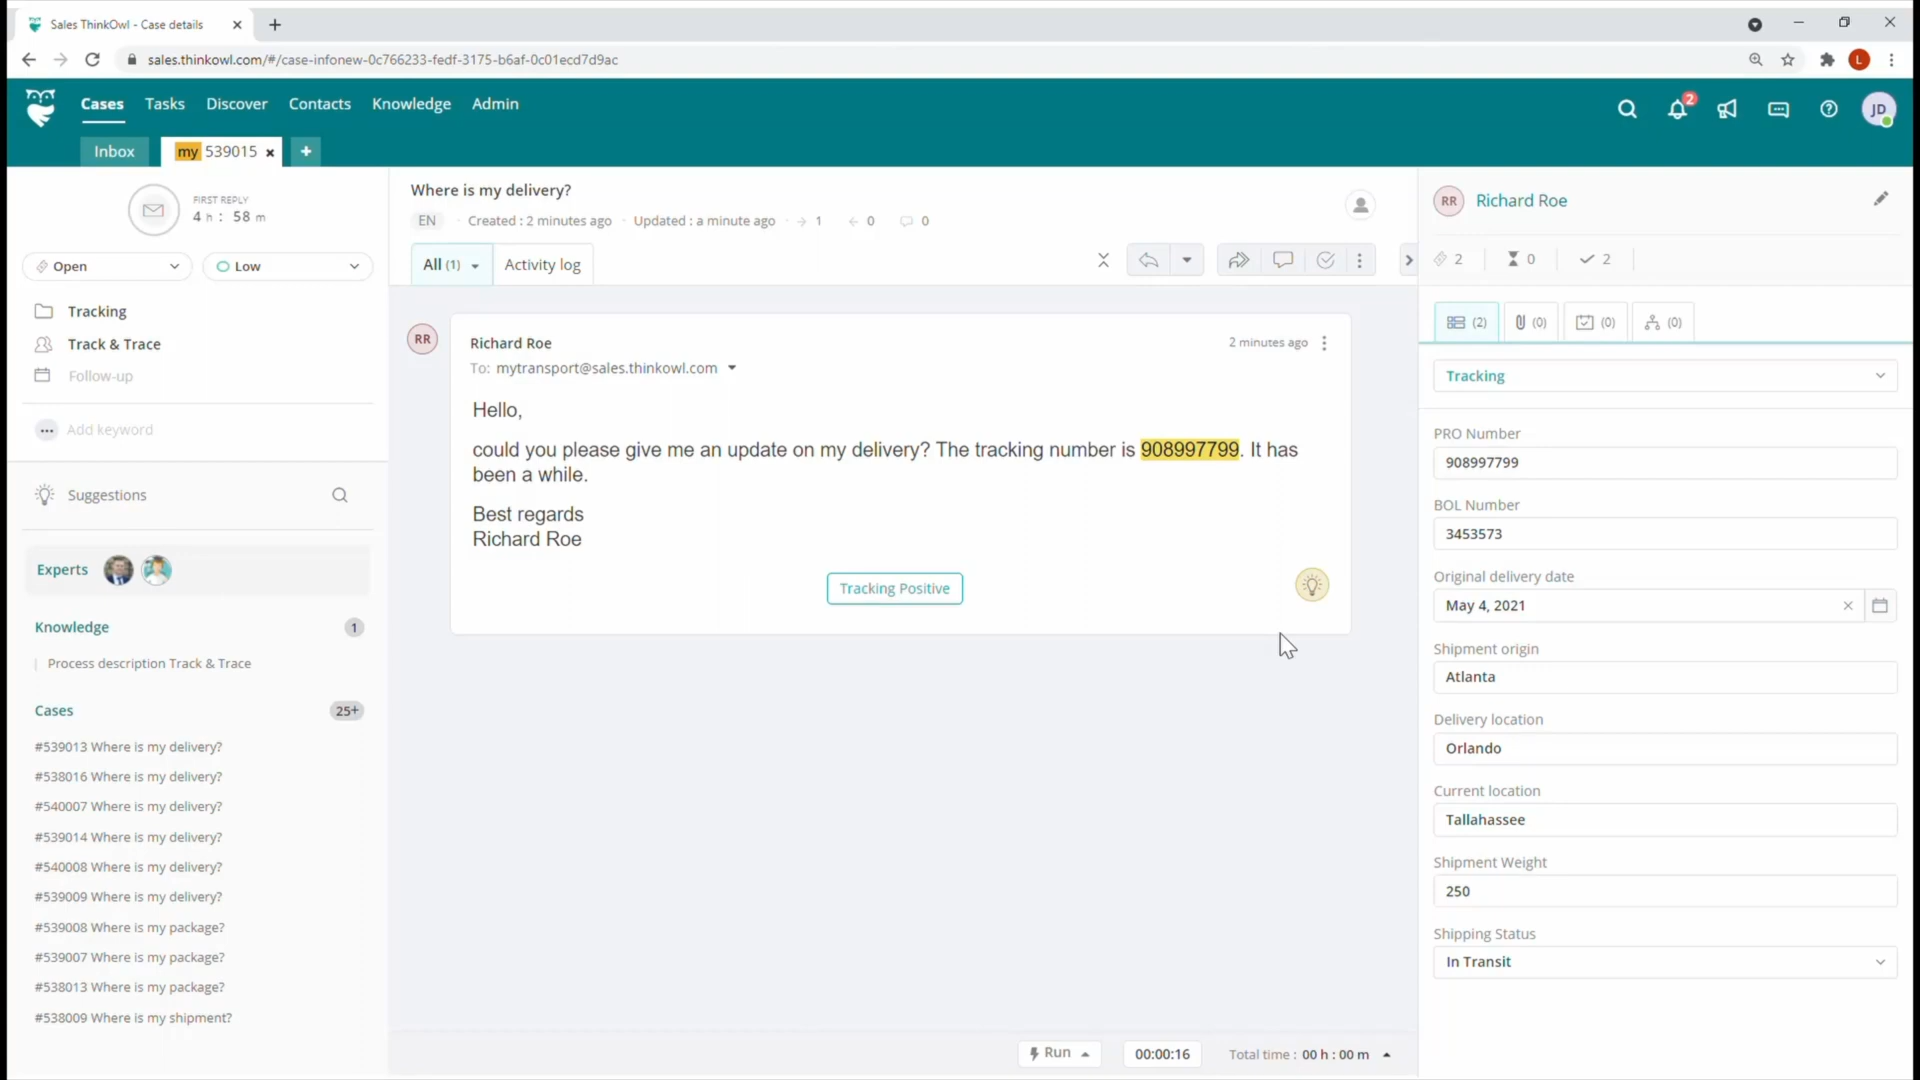 Sales ThinkOwl - Case details
sales.thinkowl.com/#/case-infonew-0c766233-fedf-3175-b6af-0c01ecd7d9ac
L
Cases Tasks Discover Contacts Knowledge Admin
2
JD
Inbox my 539015
FIRST REPLY
4 h : 58 m
Open Low
Tracking
Track & Trace
Follow-up
Add keyword
Suggestions
Experts
Knowledge 1
Process description Track & Trace
Cases 25+
#539013 Where is my delivery?
#538016 Where is my delivery?
#540007 Where is my delivery?
#539014 Where is my delivery?
#540008 Where is my delivery?
#539009 Where is my delivery?
#539008 Where is my package?
#539007 Where is my package?
#538013 Where is my package?
#538009 Where is my shipment?
Where is my delivery?
EN · Created : 2 minutes ago · Updated : a minute ago · 1 0 0
All (1) Activity log
RR
Richard Roe 2 minutes ago
To: mytransport@sales.thinkowl.com
Hello,
could you please give me an update on my delivery? The tracking number is 908997799. It has
been a while.
Best regards
Richard Roe
Tracking Positive
Run 00:00:16 Total time : 00 h : 00 m
RR Richard Roe
2 0 2
(2) (0) (0) (0)
Tracking
PRO Number
908997799
BOL Number
3453573
Original delivery date
May 4, 2021
Shipment origin
Atlanta
Delivery location
Orlando
Current location
Tallahassee
Shipment Weight
250
Shipping Status
In Transit